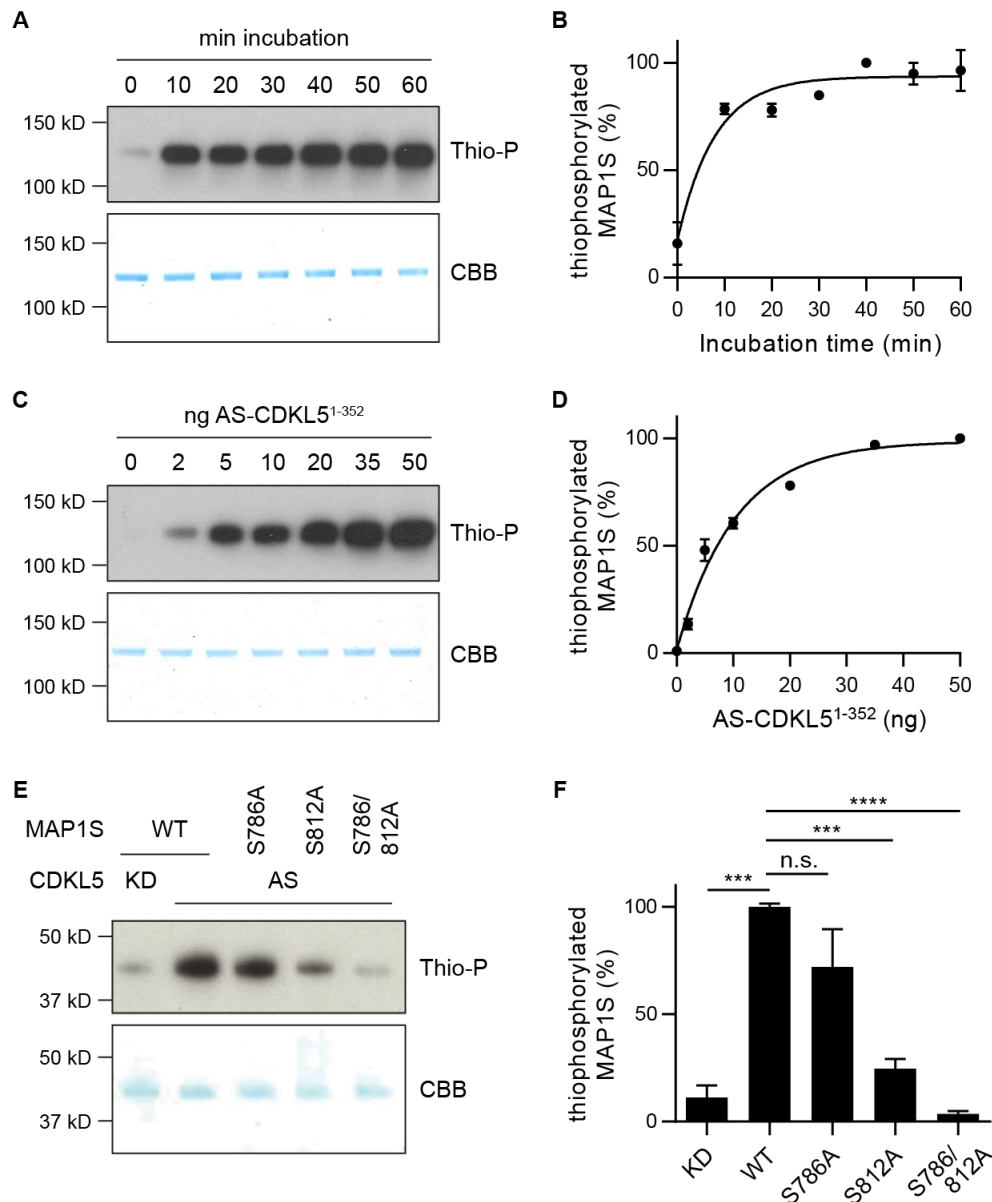 A
min incubation
0 10 20 30 40 50 60
150 kD
Thio-P
100 kD
150 kD
CBB
100 kD
B
thiophosphorylated
MAP1S (%)
100
50
0
0 10 20 30 40 50 60
Incubation time (min)
C
ng AS-CDKL5¹⁻³⁵²
0 2 5 10 20 35 50
150 kD
Thio-P
100 kD
150 kD
CBB
100 kD
D
thiophosphorylated
MAP1S (%)
100
50
0
0 10 20 30 40 50
AS-CDKL5¹⁻³⁵² (ng)
E
MAP1S WT S786A S812A S786/
812A
CDKL5 KD AS
50 kD
Thio-P
37 kD
50 kD
CBB
37 kD
F
****
***
n.s.
***
thiophosphorylated
MAP1S (%)
100
50
0
KD WT S786A S812A S786/
812A